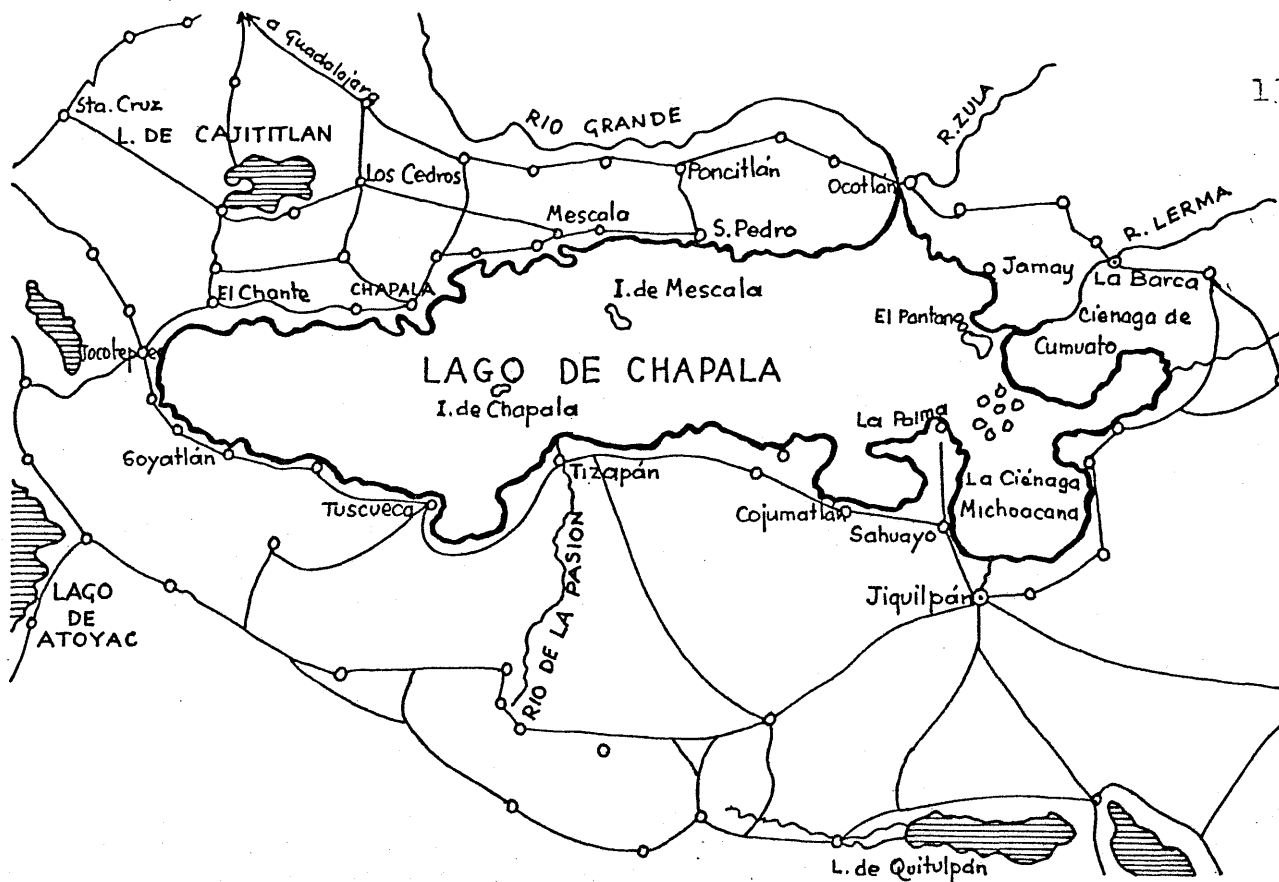 a Guadalajara
11
Sta. Cruz
L. DE CAJITITLAN
RIO GRANDE
R. ZULA
Los Cedros
Poncitlán
Ocotlán
R. LERMA
Mescala
S. Pedro
Jamay
La Barca
El Chante
CHAPALA
I. de Mescala
El Pantano
Ciénaga de
Cumuato
Jocotepec
LAGO DE CHAPALA
I. de Chapala
La Palma
Soyatlán
Tizapán
La Ciénaga
Michoacana
Tuscueca
Cojumatlán
Sahuayo
RIO DE LA PASION
LAGO
DE
ATOYAC
Jiquilpán
L. de Quitulpán